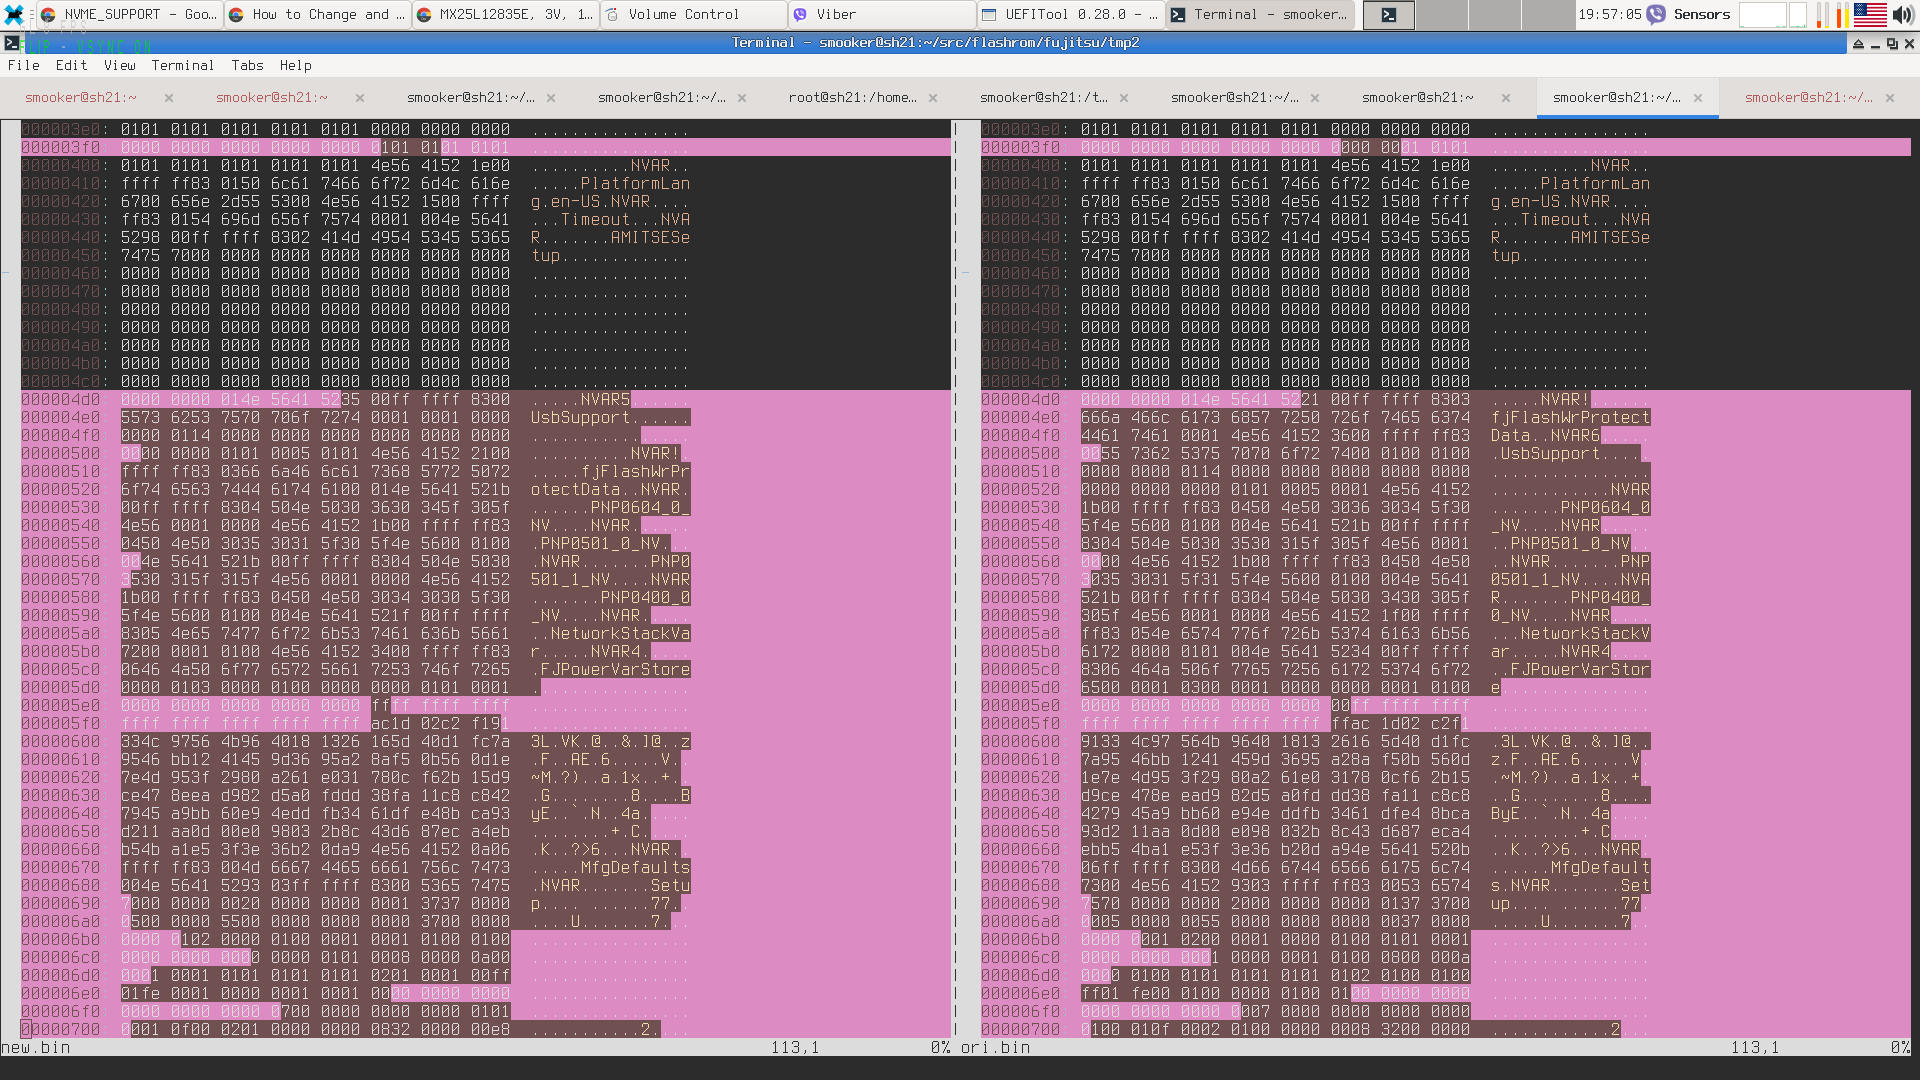 NVME_SUPPORT - Goo...
How to Change and ...
MX25L12835E, 3V, 1...
Volume Control
Viber
UEFITool 0.28.0 - ...
Terminal - smooker...
19:57:05
Sensors
Terminal - smooker@sh21:~/src/flashrom/fujitsu/tmp2
File Edit View Terminal Tabs Help
smooker@sh21:~
smooker@sh21:~
smooker@sh21:~/...
smooker@sh21:~/...
root@sh21:/home...
smooker@sh21:/t...
smooker@sh21:~/...
smooker@sh21:~
smooker@sh21:~/...
smooker@sh21:~/...
000003e0: 0101 0101 0101 0101 0101 0000 0000 0000 ................ 000003e0: 0101 0101 0101 0101 0101 0000 0000 0000 ................
000003f0: 0000 0000 0000 0000 0000 0101 0101 0101
00000400: 0101 0101 0101 0101 0101 4e56 4152 1e00 ..........NVAR.. 00000400: 0101 0101 0101 0101 0101 4e56 4152 1e00 ..........NVAR..
00000410: ffff ff83 0150 6c61 7466 6f72 6d4c 616e .....PlatformLan 00000410: ffff ff83 0150 6c61 7466 6f72 6d4c 616e .....PlatformLan
00000420: 6700 656e 2d55 5300 4e56 4152 1500 ffff g.en-US.NVAR.... 00000420: 6700 656e 2d55 5300 4e56 4152 1500 ffff g.en-US.NVAR....
00000430: ff83 0154 696d 656f 7574 0001 004e 5641 ...Timeout...NVA 00000430: ff83 0154 696d 656f 7574 0001 004e 5641 ...Timeout...NVA
00000440: 5298 00ff ffff 8302 414d 4954 5345 5365 R.......AMITSESe 00000440: 5298 00ff ffff 8302 414d 4954 5345 5365 R.......AMITSESe
00000450: 7475 7000 0000 0000 0000 0000 0000 0000 tup............. 00000450: 7475 7000 0000 0000 0000 0000 0000 0000 tup.............
00000460: 0000 0000 0000 0000 0000 0000 0000 0000 ................ 00000460: 0000 0000 0000 0000 0000 0000 0000 0000 ................
00000470: 0000 0000 0000 0000 0000 0000 0000 0000 ................ 00000470: 0000 0000 0000 0000 0000 0000 0000 0000 ................
00000480: 0000 0000 0000 0000 0000 0000 0000 0000 ................ 00000480: 0000 0000 0000 0000 0000 0000 0000 0000 ................
00000490: 0000 0000 0000 0000 0000 0000 0000 0000 ................ 00000490: 0000 0000 0000 0000 0000 0000 0000 0000 ................
000004a0: 0000 0000 0000 0000 0000 0000 0000 0000 ................ 000004a0: 0000 0000 0000 0000 0000 0000 0000 0000 ................
000004b0: 0000 0000 0000 0000 0000 0000 0000 0000 ................ 000004b0: 0000 0000 0000 0000 0000 0000 0000 0000 ................
000004c0: 0000 0000 0000 0000 0000 0000 0000 0000 ................ 000004c0: 0000 0000 0000 0000 0000 0000 0000 0000 ................
000004d0: 0000 0000 014e 5641 5235 00ff ffff 8300 .....NVAR5...... 000004d0: 0000 0000 014e 5641 5221 00ff ffff 8303 .....NVAR!......
000004e0: 5573 6253 7570 706f 7274 0001 0001 0000 UsbSupport...... 000004e0: 666a 466c 6173 6857 7250 726f 7465 6374 fjFlashWrProtect
000004f0: 0000 0114 0000 0000 0000 0000 0000 0000 ................ 000004f0: 4461 7461 0001 4e56 4152 3600 ffff ff83 Data..NVAR6.....
00000500: 0000 0000 0101 0005 0101 4e56 4152 2100 ..........NVAR!. 00000500: 0055 7362 5375 7070 6f72 7400 0100 0100 .UsbSupport.....
00000510: ffff ff83 0366 6a46 6c61 7368 5772 5072 .....fjFlashWrPr 00000510: 0000 0000 0114 0000 0000 0000 0000 0000 ................
00000520: 6f74 6563 7444 6174 6100 014e 5641 521b otectData..NVAR. 00000520: 0000 0000 0000 0101 0005 0001 4e56 4152 ............NVAR
00000530: 00ff ffff 8304 504e 5030 3630 345f 305f ......PNP0604_0_ 00000530: 1b00 ffff ff83 0450 4e50 3036 3034 5f30 .......PNP0604_0
00000540: 4e56 0001 0000 4e56 4152 1b00 ffff ff83 NV....NVAR...... 00000540: 5f4e 5600 0100 004e 5641 521b 00ff ffff _NV....NVAR.....
00000550: 0450 4e50 3035 3031 5f30 5f4e 5600 0100 .PNP0501_0_NV... 00000550: 8304 504e 5030 3530 315f 305f 4e56 0001 ..PNP0501_0_NV..
00000560: 004e 5641 521b 00ff ffff 8304 504e 5030 .NVAR.......PNP0 00000560: 0000 4e56 4152 1b00 ffff ff83 0450 4e50 ..NVAR.......PNP
00000570: 3530 315f 315f 4e56 0001 0000 4e56 4152 501_1_NV....NVAR 00000570: 3035 3031 5f31 5f4e 5600 0100 004e 5641 0501_1_NV....NVA
00000580: 1b00 ffff ff83 0450 4e50 3034 3030 5f30 .......PNP0400_0 00000580: 521b 00ff ffff 8304 504e 5030 3430 305f R.......PNP0400_
00000590: 5f4e 5600 0100 004e 5641 521f 00ff ffff _NV....NVAR..... 00000590: 305f 4e56 0001 0000 4e56 4152 1f00 ffff 0_NV....NVAR....
000005a0: 8305 4e65 7477 6f72 6b53 7461 636b 5661 ..NetworkStackVa 000005a0: ff83 054e 6574 776f 726b 5374 6163 6b56 ...NetworkStackV
000005b0: 7200 0001 0100 4e56 4152 3400 ffff ff83 r.....NVAR4..... 000005b0: 6172 0000 0101 004e 5641 5234 00ff ffff ar.....NVAR4....
000005c0: 0646 4a50 6f77 6572 5661 7253 746f 7265 .FJPowerVarStore 000005c0: 8306 464a 506f 7765 7256 6172 5374 6f72 ..FJPowerVarStor
000005d0: 0000 0103 0000 0100 0000 0000 0101 0001 ................ 000005d0: 6500 0001 0300 0001 0000 0000 0001 0100 e...............
000005e0: 0000 0000 0000 0000 0000 ffff ffff ffff ................ 000005e0: 0000 0000 0000 0000 0000 00ff ffff ffff ................
000005f0: ffff ffff ffff ffff ffff ac1d 02c2 f191 000005f0: ffff ffff ffff ffff ffff ffac 1d02 c2f1
00000600: 334c 9756 4b96 4018 1326 165d 40d1 fc7a 3L.VK.@..&.]@..z 00000600: 9133 4c97 564b 9640 1813 2616 5d40 d1fc .3L.VK.@..&.]@..
00000610: 9546 bb12 4145 9d36 95a2 8af5 0b56 0d1e .F..AE.6.....V.. 00000610: 7a95 46bb 1241 459d 3695 a28a f50b 560d z.F..AE.6.....V.
00000620: 7e4d 953f 2980 a261 e031 780c f62b 15d9 ~M.?)..a.1x..+.. 00000620: 1e7e 4d95 3f29 80a2 61e0 3178 0cf6 2b15 .~M.?)..a.1x..+.
00000630: ce47 8eea d982 d5a0 fddd 38fa 11c8 c842 .G........8....B 00000630: d9ce 478e ead9 82d5 a0fd dd38 fa11 c8c8 ..G........8....
00000640: 7945 a9bb 60e9 4edd fb34 61df e48b ca93 yE..`.N..4a..... 00000640: 4279 45a9 bb60 e94e ddfb 3461 dfe4 8bca ByE..`.N..4a....
00000650: d211 aa0d 00e0 9803 2b8c 43d6 87ec a4eb ........+.C..... 00000650: 93d2 11aa 0d00 e098 032b 8c43 d687 eca4 .........+.C....
00000660: b54b a1e5 3f3e 36b2 0da9 4e56 4152 0a06 .K..?>6...NVAR.. 00000660: ebb5 4ba1 e53f 3e36 b20d a94e 5641 520b ..K..?>6...NVAR.
00000670: ffff ff83 004d 6667 4465 6661 756c 7473 .....MfgDefaults 00000670: 06ff ffff 8300 4d66 6744 6566 6175 6c74 ......MfgDefault
00000680: 004e 5641 5293 03ff ffff 8300 5365 7475 .NVAR.......Setu 00000680: 7300 4e56 4152 9303 ffff ff83 0053 6574 s.NVAR.......Set
00000690: 7000 0000 0020 0000 0000 0001 3737 0000 p.... ......77.. 00000690: 7570 0000 0000 2000 0000 0000 0137 3700 up.... ......77.
000006a0: 0500 0000 5500 0000 0000 0000 3700 0000 ....U.......7... 000006a0: 0005 0000 0055 0000 0000 0000 0037 0000 .....U.......7..
000006b0: 0000 0102 0000 0100 0001 0001 0100 0100 000006b0: 0000 0001 0200 0001 0000 0100 0101 0001
000006c0: 0000 0000 0000 0000 0101 0008 0000 0a00 000006c0: 0000 0000 0001 0000 0001 0100 0800 000a
000006d0: 0001 0001 0101 0101 0101 0201 0001 00ff 000006d0: 0000 0100 0101 0101 0101 0102 0100 0100
000006e0: 01fe 0001 0000 0001 0001 0000 0000 0000 000006e0: ff01 fe00 0100 0000 0100 0100 0000 0000
000006f0: 0000 0000 0000 0700 0000 0000 0000 0101 000006f0: 0000 0000 0000 0007 0000 0000 0000 0001
00000700: 0001 0f00 0201 0000 0000 0832 0000 00e8 ...........2.... 00000700: 0100 010f 0002 0100 0000 0008 3200 0000 ............2...
new.bin 113,1 0% ori.bin 113,1 0%